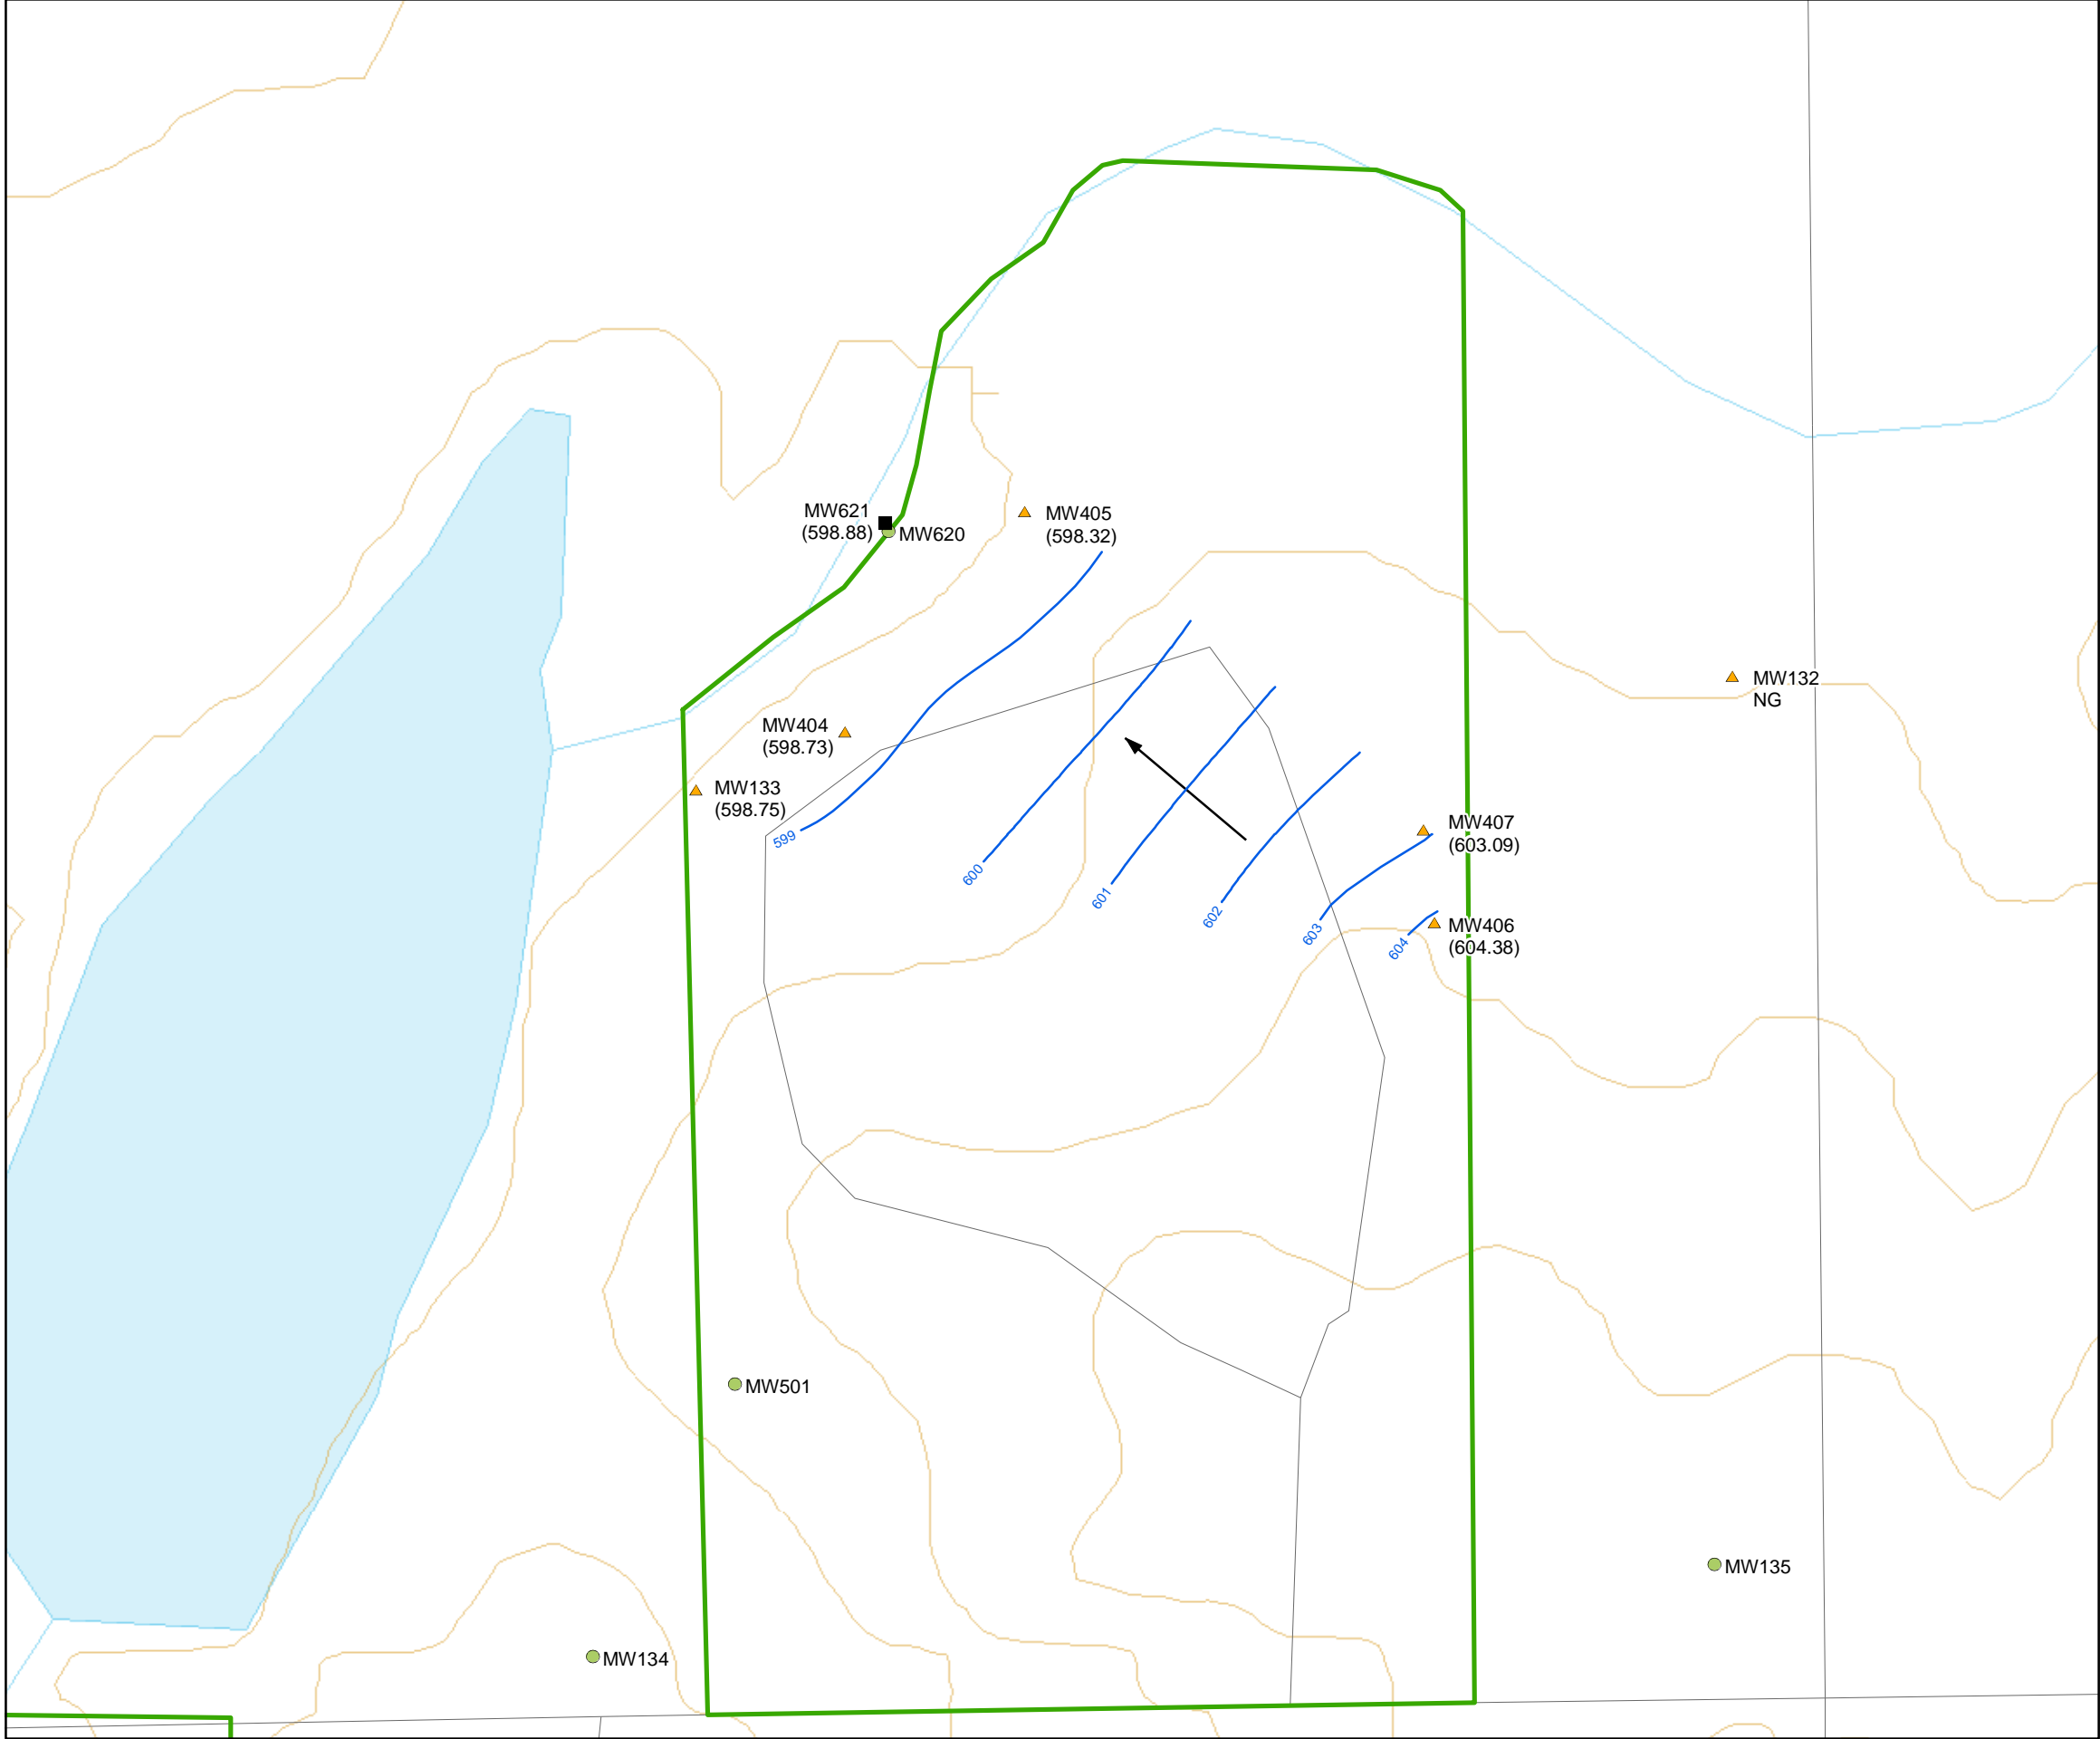 MW621
(598.88)
MW620
MW405
(598.32)
MW132
NG
MW404
(598.73)
MW133
(598.75)
599
600
601
602
603
604
MW407
(603.09)
MW406
(604.38)
MW501
MW135
MW134